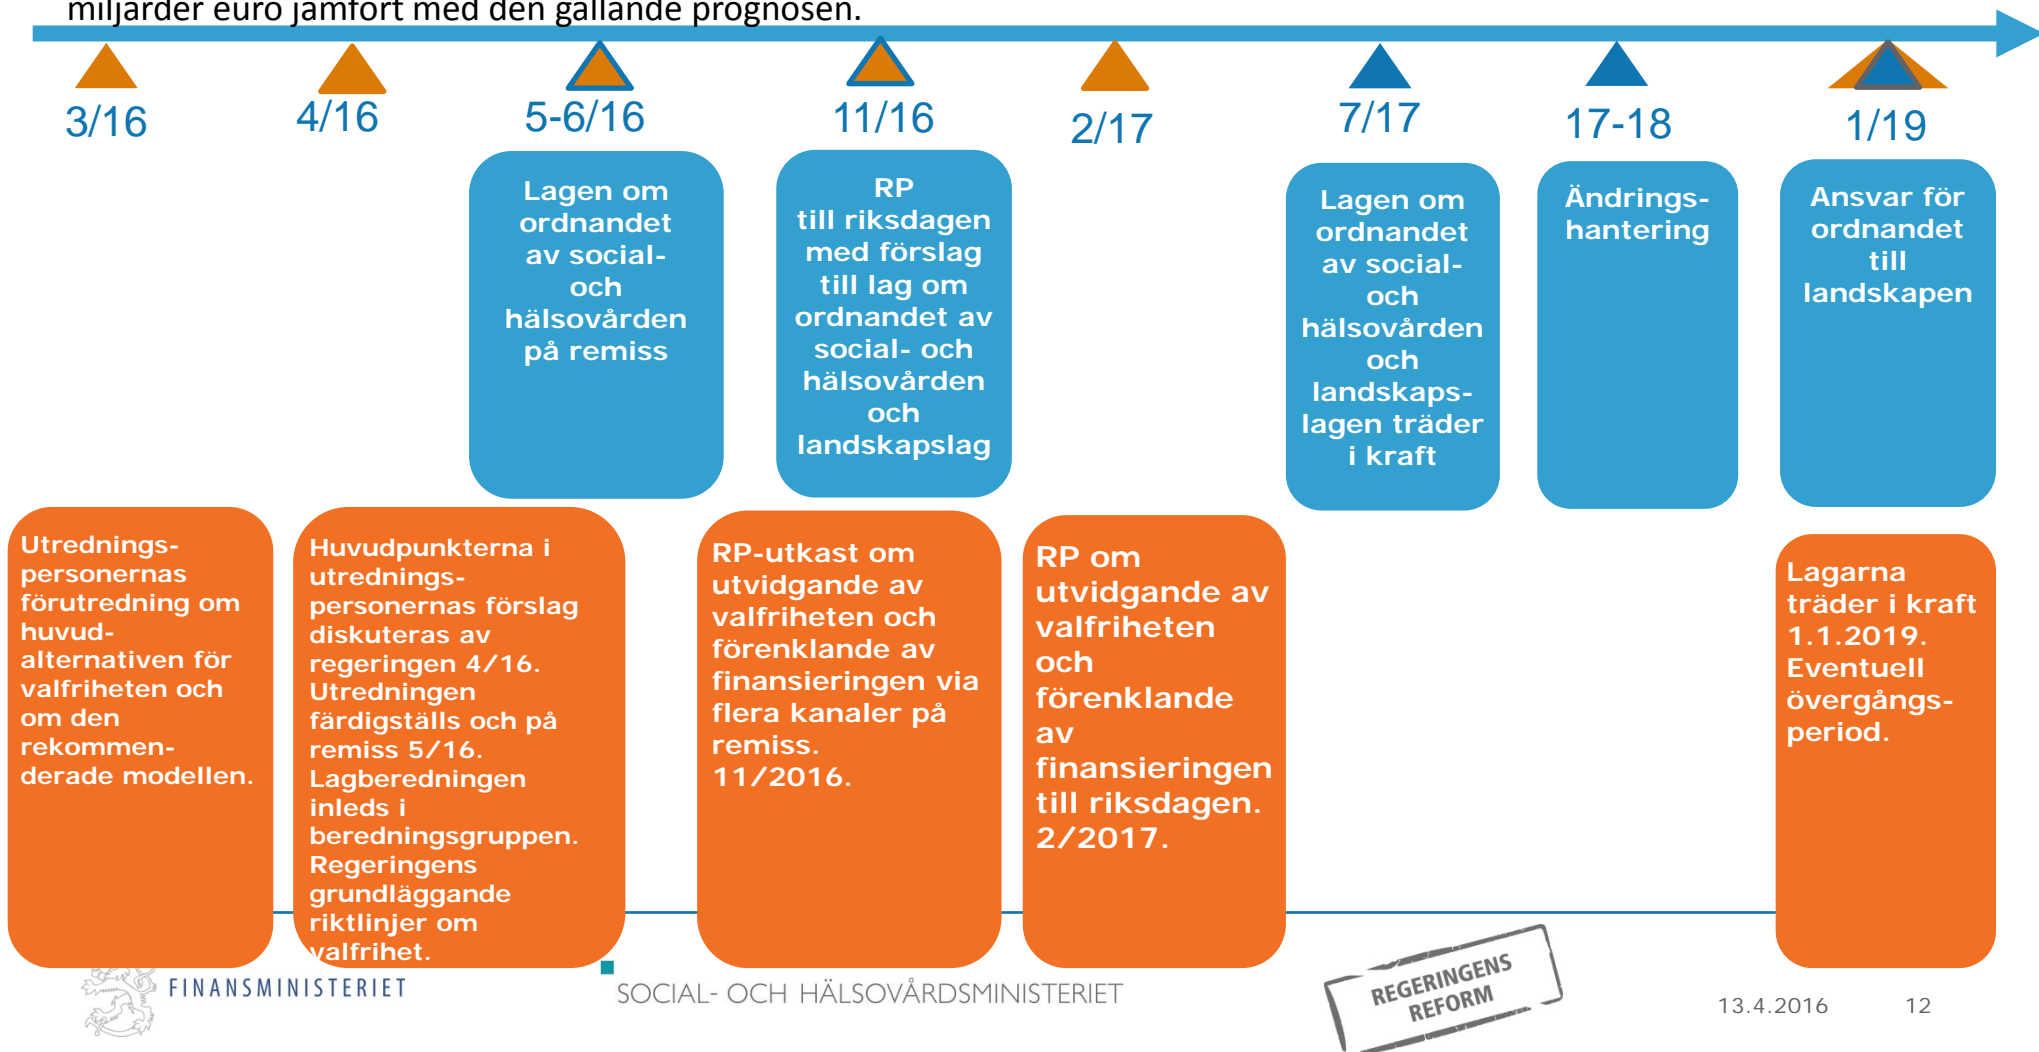 miljarder euro jämfört med den gällande prognosen.
3/16
4/16
5-6/16
11/16
2/17
7/17
17-18
1/19
Lagen om
ordnandet
av social-
och
hälsovården
på remiss
RP
till riksdagen
med förslag
till lag om
ordnandet av
social- och
hälsovården
och
landskapslag
Lagen om
ordnandet
av social-
och
hälsovården
och
landskaps-
lagen träder
i kraft
Ändrings-
hantering
Ansvar för
ordnandet
till
landskapen
Utrednings-
personernas
förutredning om
huvud-
alternativen för
valfriheten och
om den
rekommen-
derade modellen.
Huvudpunkterna i
utrednings-
personernas förslag
diskuteras av
regeringen 4/16.
Utredningen
färdigställs och på
remiss 5/16.
Lagberedningen
inleds i
beredningsgruppen.
Regeringens
grundläggande
riktlinjer om
valfrihet.
RP-utkast om
utvidgande av
valfriheten och
förenklande av
finansieringen via
flera kanaler på
remiss.
11/2016.
RP om
utvidgande av
valfriheten
och
förenklande
av
finansieringen
till riksdagen.
2/2017.
Lagarna
träder i kraft
1.1.2019.
Eventuell
övergångs-
period.
FINANSMINISTERIET
SOCIAL- OCH HÄLSOVÅRDSMINISTERIET
REGERINGENS
REFORM
13.4.2016
12